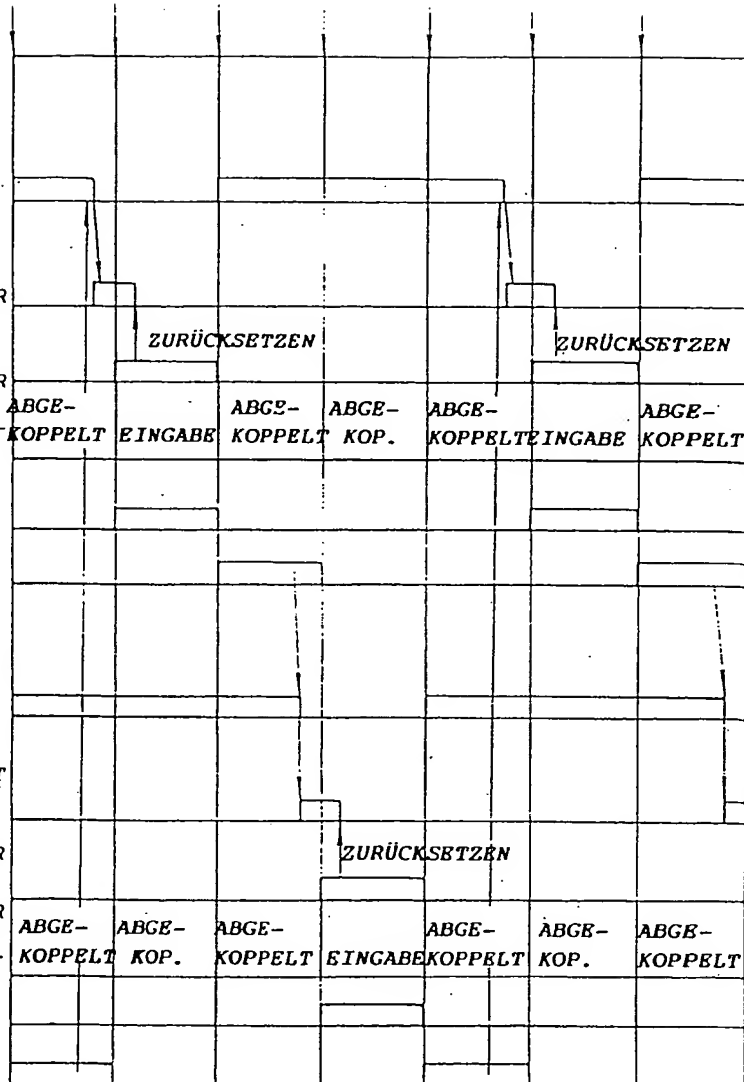 R
ZURÜCKSETZEN ZURÜCKSETZEN
R
ABGE- ABGE- ABGE- ABGE- ABGE-
KOPPELT EINGABE KOPPELT KOP. KOPPELT EINGABE KOPPELT
T
R
ZURÜCKSETZEN
R
ABGE- ABGE- ABGE- ABGE- ABGE- ABGE-
KOPPELT KOP. KOPPELT EINGABE KOPPELT KOP. KOPPELT